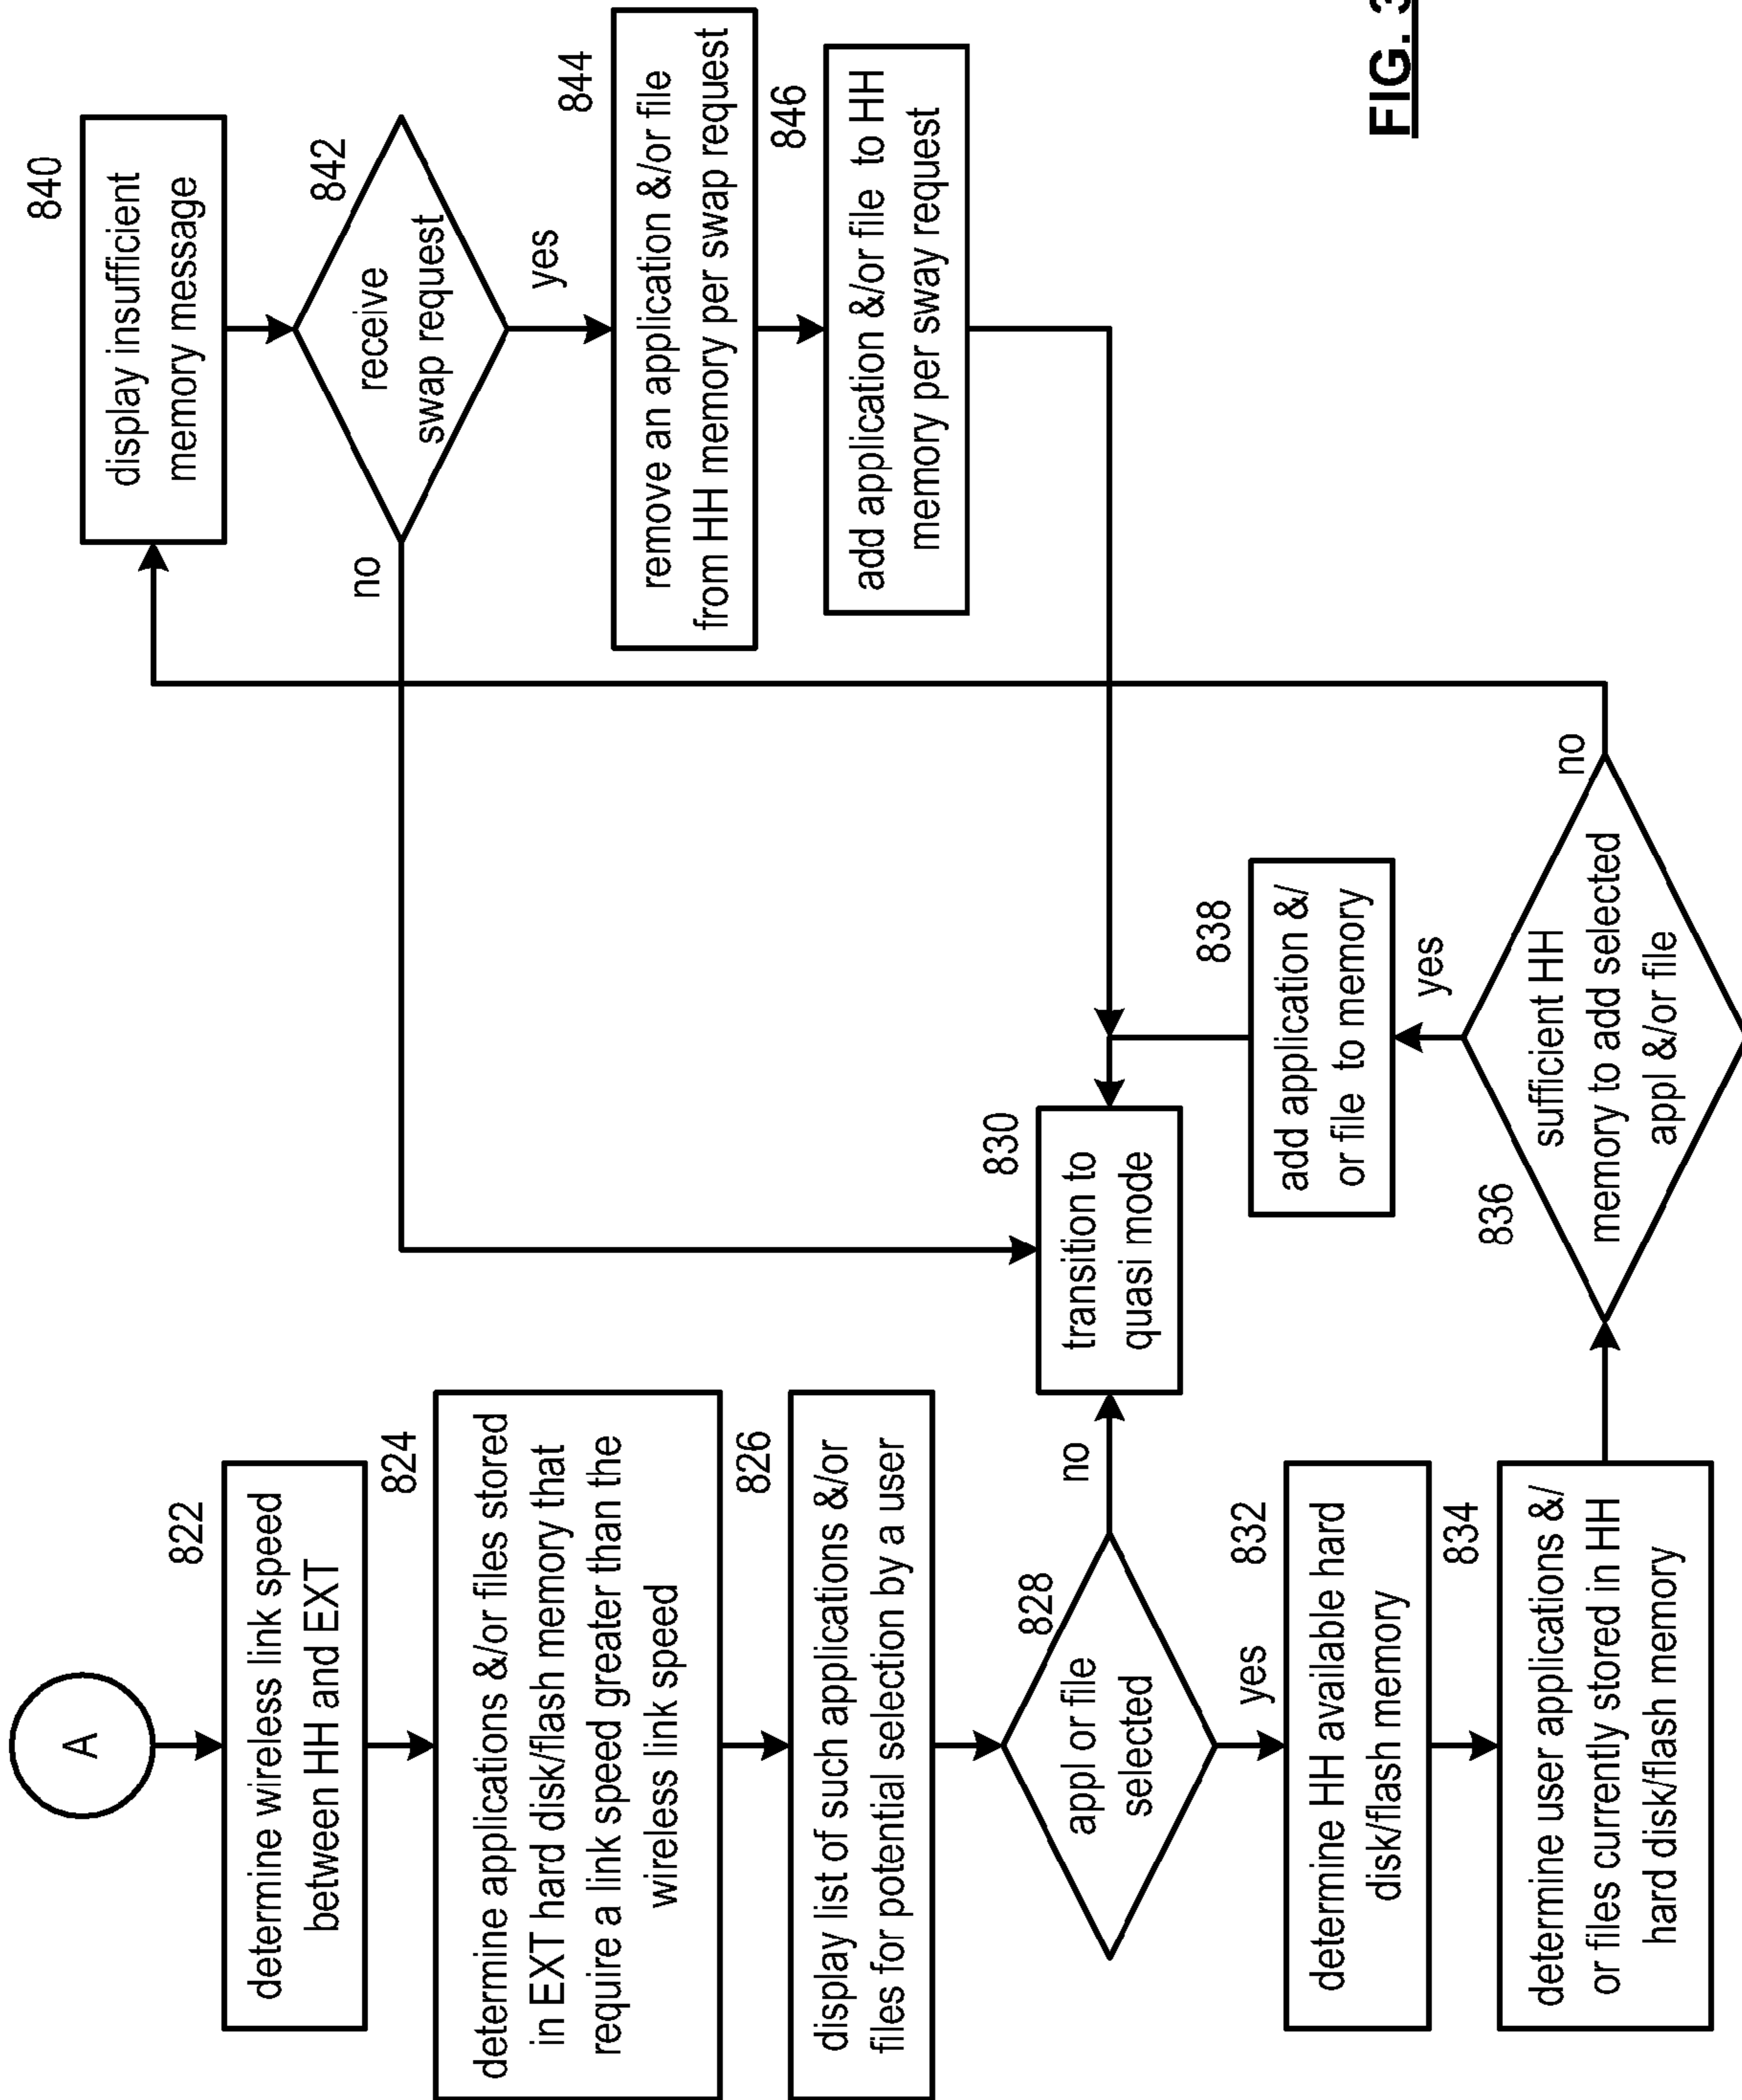 A
822
determine wireless link speed
between HH and EXT
824
determine applications &/or files stored
in EXT hard disk/flash memory that
require a link speed greater than the
wireless link speed
826
display list of such applications &/or
files for potential selection by a user
828
appl or file
selected
no
yes
830
transition to
quasi mode
832
determine HH available hard
disk/flash memory
834
determine user applications &/
or files currently stored in HH
hard disk/flash memory
836
sufficient HH
memory to add selected
appl &/or file
yes
no
838
add application &/
or file to memory
840
display insufficient
memory message
842
receive
swap request
no
yes
844
remove an application &/or file
from HH memory per swap request
846
add application &/or file to HH
memory per sway request
FIG.